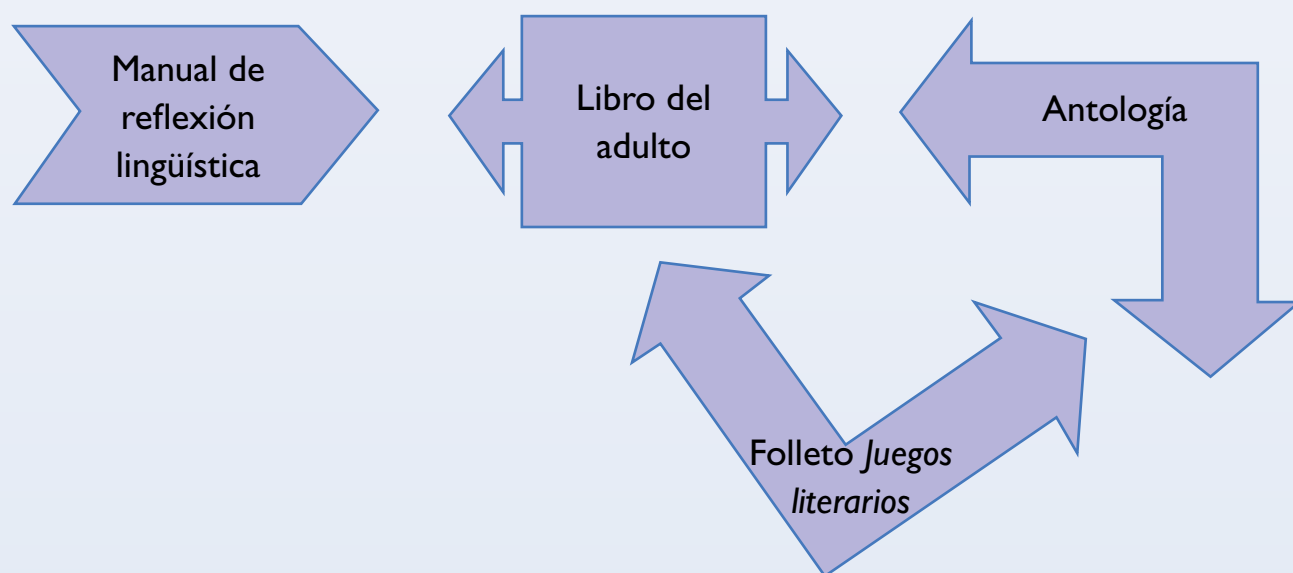 Manual de
reflexión
lingüística
Libro del
adulto
Antología
Folleto Juegos
literarios